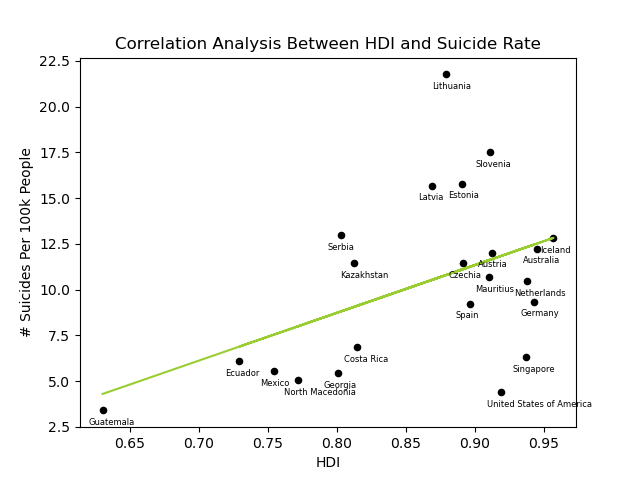 Correlation Analysis Between HDI and Suicide Rate
22.5
20.0
17.5
15.0
12.5
10.0
7.5
5.0
2.5
# Suicides Per 100k People
Lithuania
Slovenia
Latvia
Estonia
Serbia
Iceland
Australia
Austria
Kazakhstan
Czechia
Mauritius
Netherlands
Spain
Germany
Costa Rica
Singapore
Ecuador
Mexico
Georgia
North Macedonia
United States of America
Guatemala
0.65
0.70
0.75
0.80
0.85
0.90
0.95
HDI